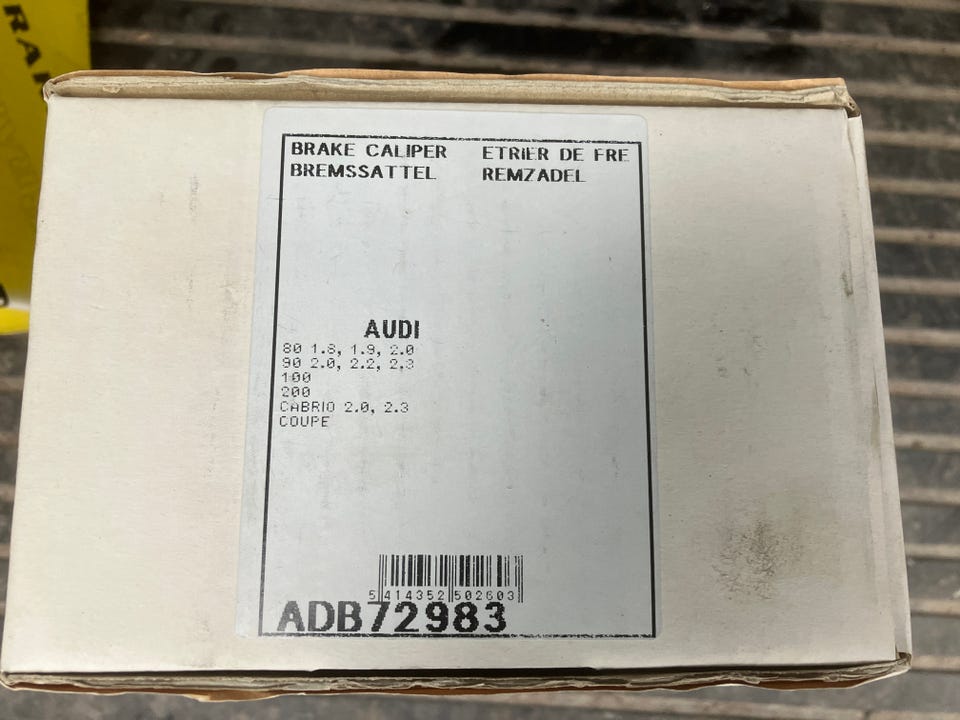 BRAKE CALIPER ETRIER DE FRE
BREMSSATTEL REMZADEL
AUDI
80 1.8, 1.9, 2.0
90 2.0, 2.2, 2.3
100
200
CABRIO 2.0, 2.3
COUPE
5 414352 502603
ADB72983